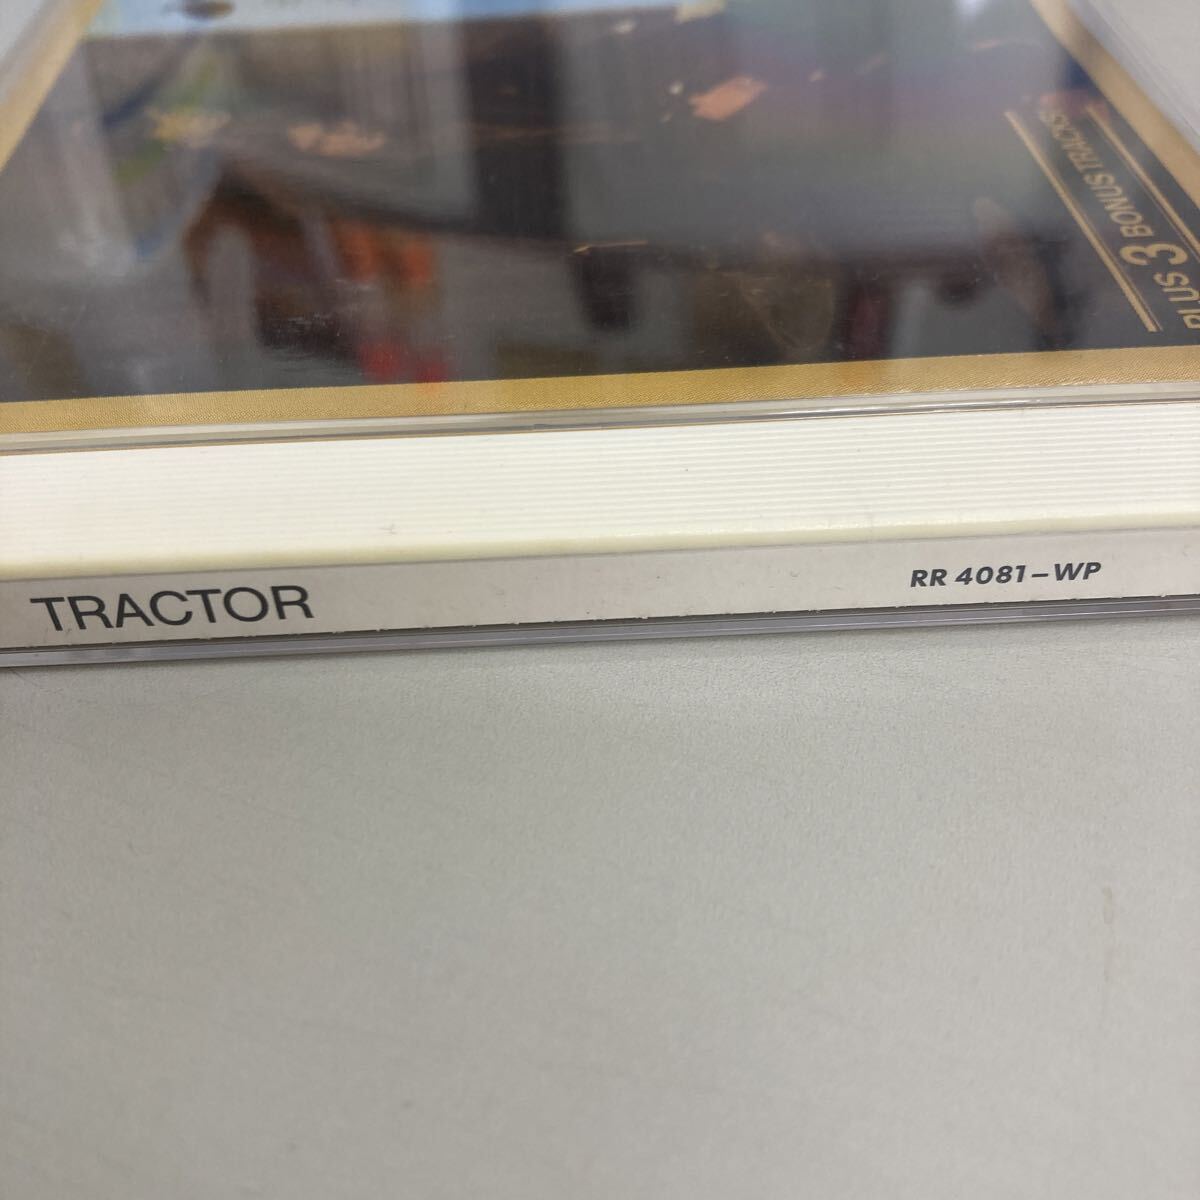 PLUS 3 BONUS TRACKS
TRACTOR
RR 4081-WP